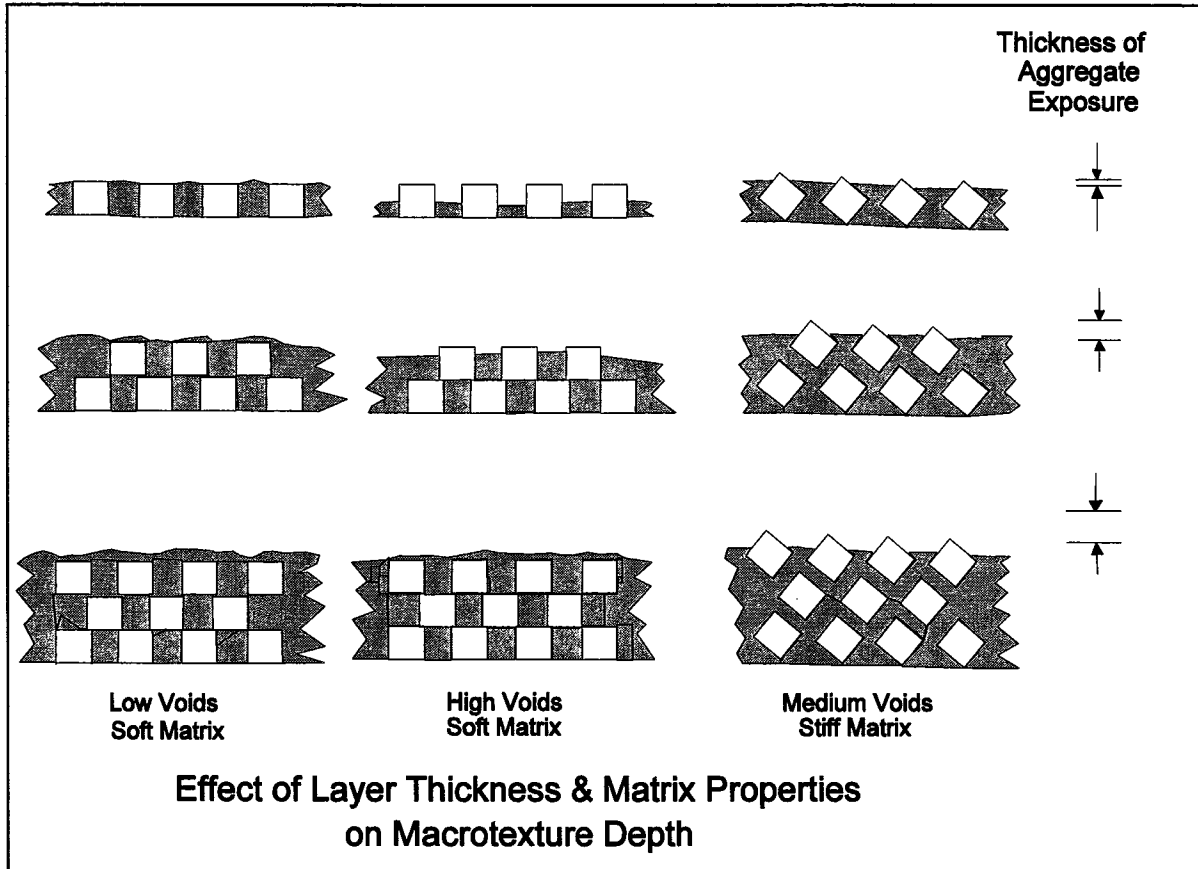 Thickness of
Aggregate
Exposure
Low Voids
Soft Matrix
High Voids
Soft Matrix
Medium Voids
Stiff Matrix
Effect of Layer Thickness & Matrix Properties
on Macrotexture Depth